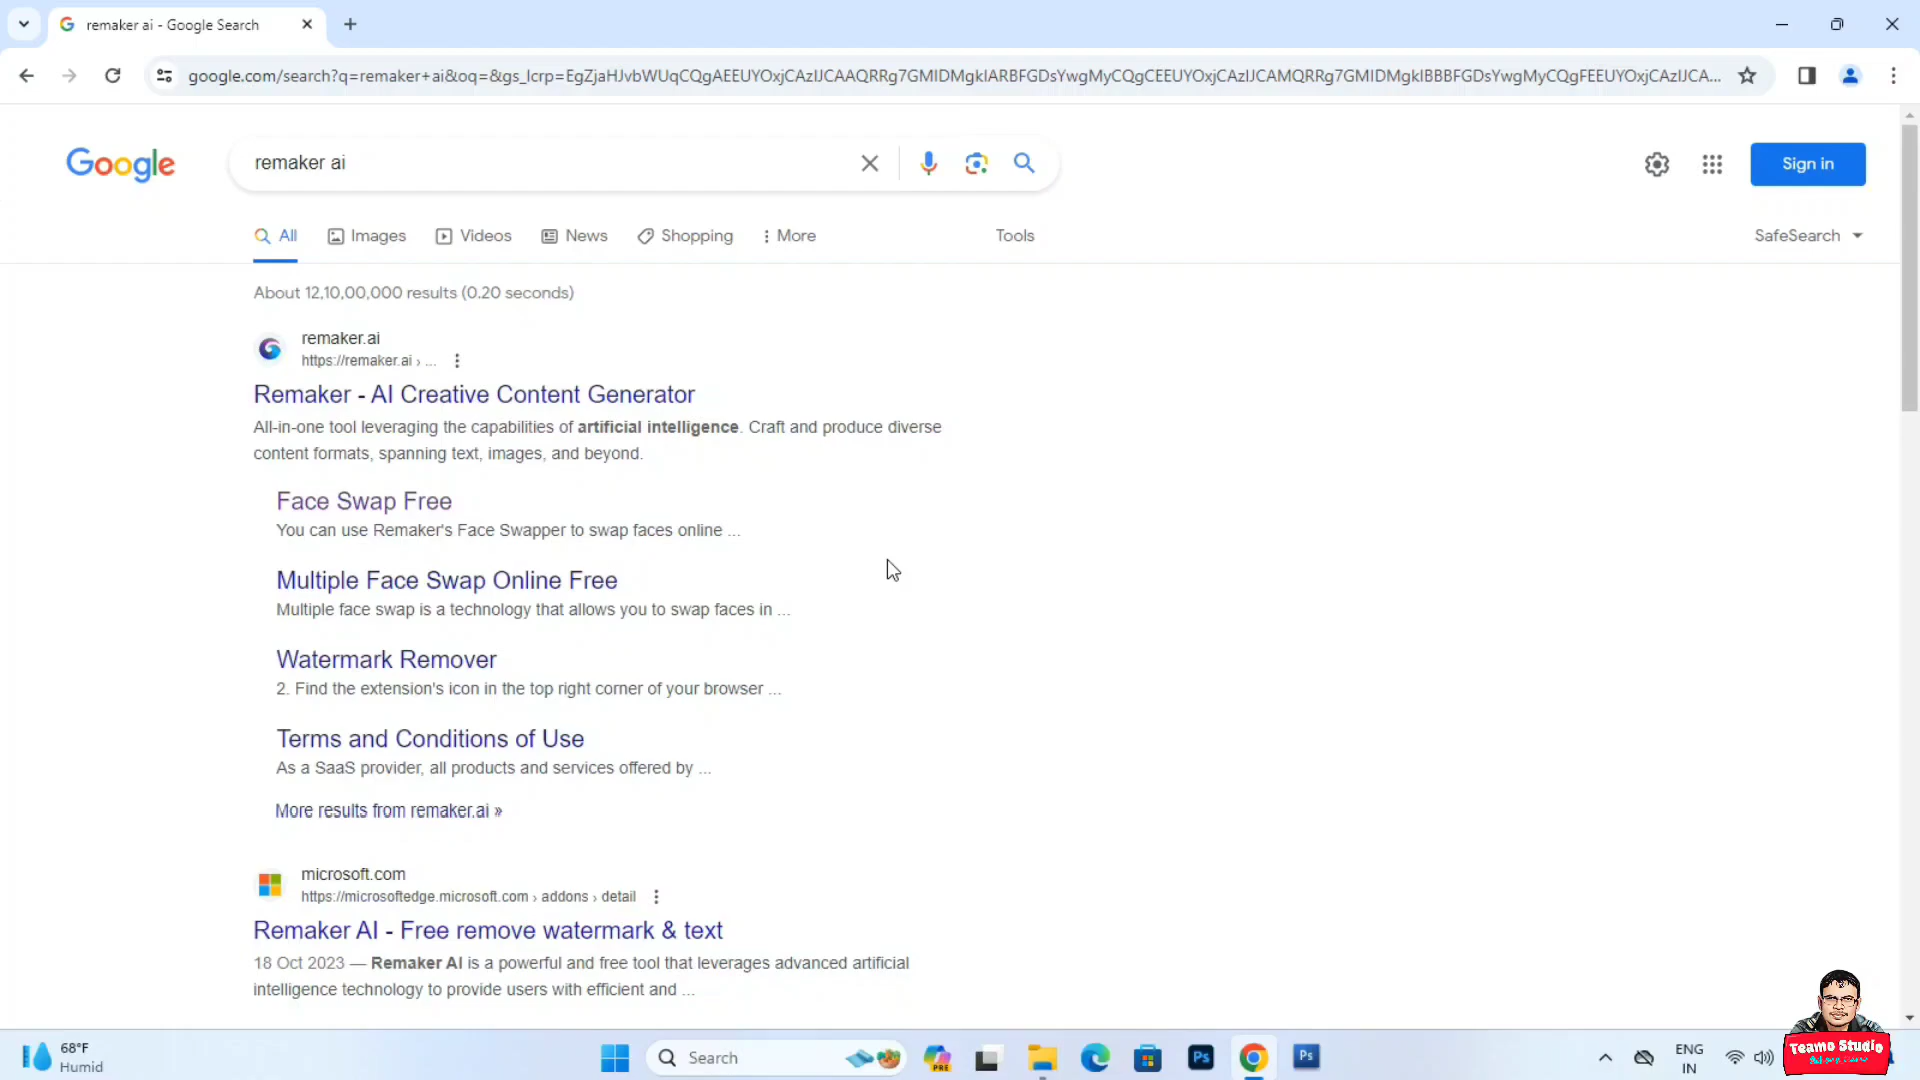 remaker ai - Google Search
google.com/search?q=remaker+ai&oq=&gs_lcrp=EgZjaHJvbWUqCQgAEEUYOxjCAzIJCAAQRRg7GMIDMgkIARBFGDsYwgMyCQgCEEUYOxjCAzIJCAMQRRg7GMIDMgkIBBBFGDsYwgMyCQgFEEUYOxjCAzIJCA...
Google
remaker ai
Sign in
All
Images
Videos
News
Shopping
More
Tools
SafeSearch
About 12,10,00,000 results (0.20 seconds)
remaker.ai
https://remaker.ai › ...
Remaker - AI Creative Content Generator
All-in-one tool leveraging the capabilities of artificial intelligence. Craft and produce diverse
content formats, spanning text, images, and beyond.
Face Swap Free
You can use Remaker's Face Swapper to swap faces online ...
Multiple Face Swap Online Free
Multiple face swap is a technology that allows you to swap faces in ...
Watermark Remover
2. Find the extension's icon in the top right corner of your browser ...
Terms and Conditions of Use
As a SaaS provider, all products and services offered by ...
More results from remaker.ai »
microsoft.com
https://microsoftedge.microsoft.com › addons › detail
Remaker AI - Free remove watermark & text
18 Oct 2023 — Remaker AI is a powerful and free tool that leverages advanced artificial
intelligence technology to provide users with efficient and ...
68°F
Humid
Search
PRE
Ps
Ps
ENG
IN
Teamo Studio